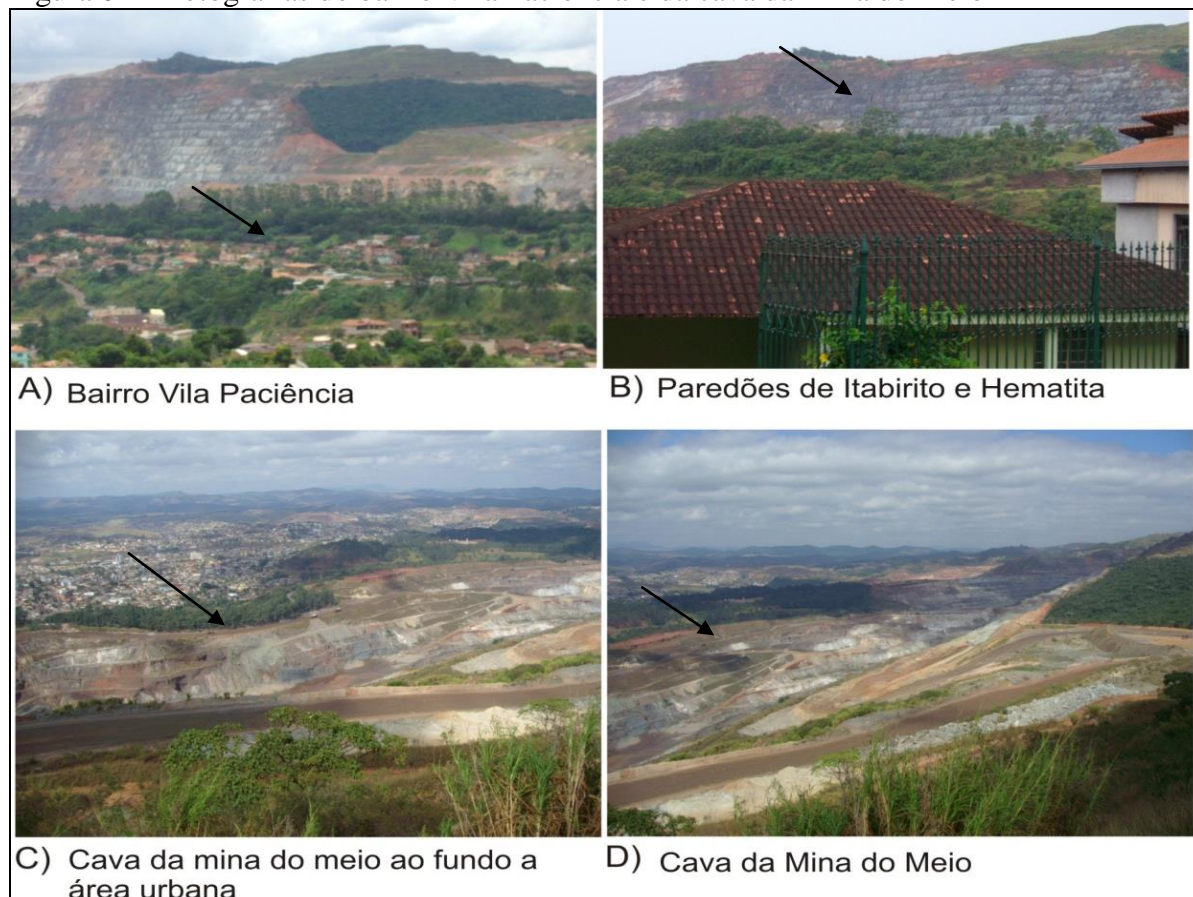 A) Bairro Vila Paciência
B) Paredões de Itabirito e Hematita
C) Cava da mina do meio ao fundo a
área urbana
D) Cava da Mina do Meio